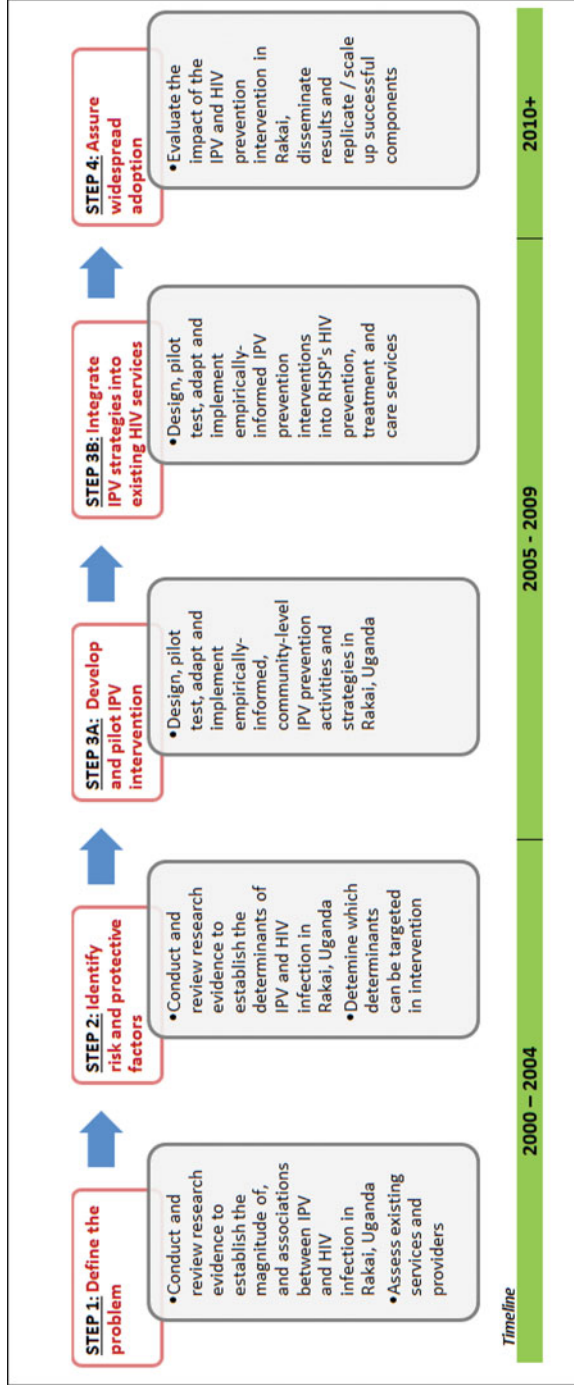 STEP 1: Define the
problem
•Conduct and
review research
evidence to
establish the
magnitude of,
and associations
between IPV
and HIV
infection in
Rakai, Uganda
•Assess existing
services and
providers
STEP 2: Identify
risk and protective
factors
•Conduct and
review research
evidence to
establish the
determinants of
IPV and HIV
infection in
Rakai, Uganda
•Detemine which
determinants
can be targeted
in intervention
STEP 3A: Develop
and pilot IPV
intervention
•Design, pilot
test, adapt and
implement
empirically-
informed,
community-level
IPV prevention
activities and
strategies in
Rakai, Uganda
STEP 3B: Integrate
IPV strategies into
existing HIV services
•Design, pilot
test, adapt and
implement
empirically-
informed IPV
prevention
interventions
into RHSP's HIV
prevention,
treatment and
care services
STEP 4: Assure
widespread
adoption
•Evaluate the
impact of the
IPV and HIV
prevention
intervention in
Rakai,
disseminate
results and
replicate / scale
up successful
components
Timeline
2000 – 2004
2005 - 2009
2010+